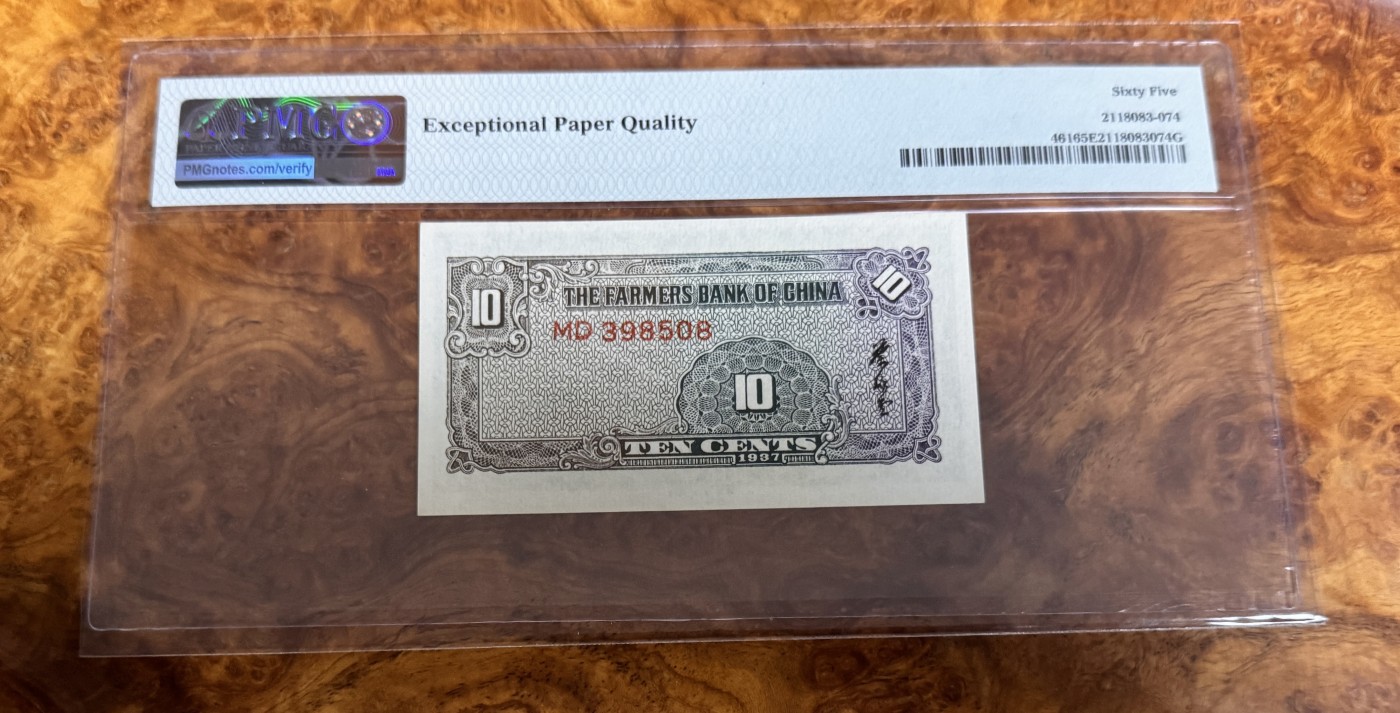 PMG
PMGnotes.com/verify
Exceptional Paper Quality
Sixty Five
2118083-074
46165E2118083074G
10
10
THE FARMERS BANK OF CHINA
MD 398508
10
TEN CENTS
1937